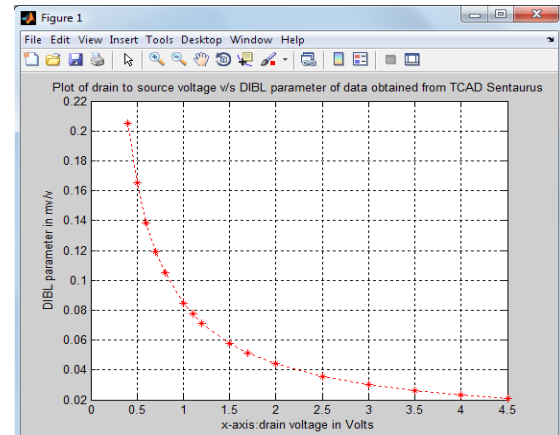 Figure 1
File Edit View Insert Tools Desktop Window Help
Plot of drain to source voltage v/s DIBL parameter of data obtained from TCAD Sentaurus
0.22
0.2
0.18
0.16
0.14
0.12
0.1
0.08
0.06
0.04
0.02
DIBL parameter in mv/v
0 0.5 1 1.5 2 2.5 3 3.5 4 4.5
x-axis:drain voltage in Volts